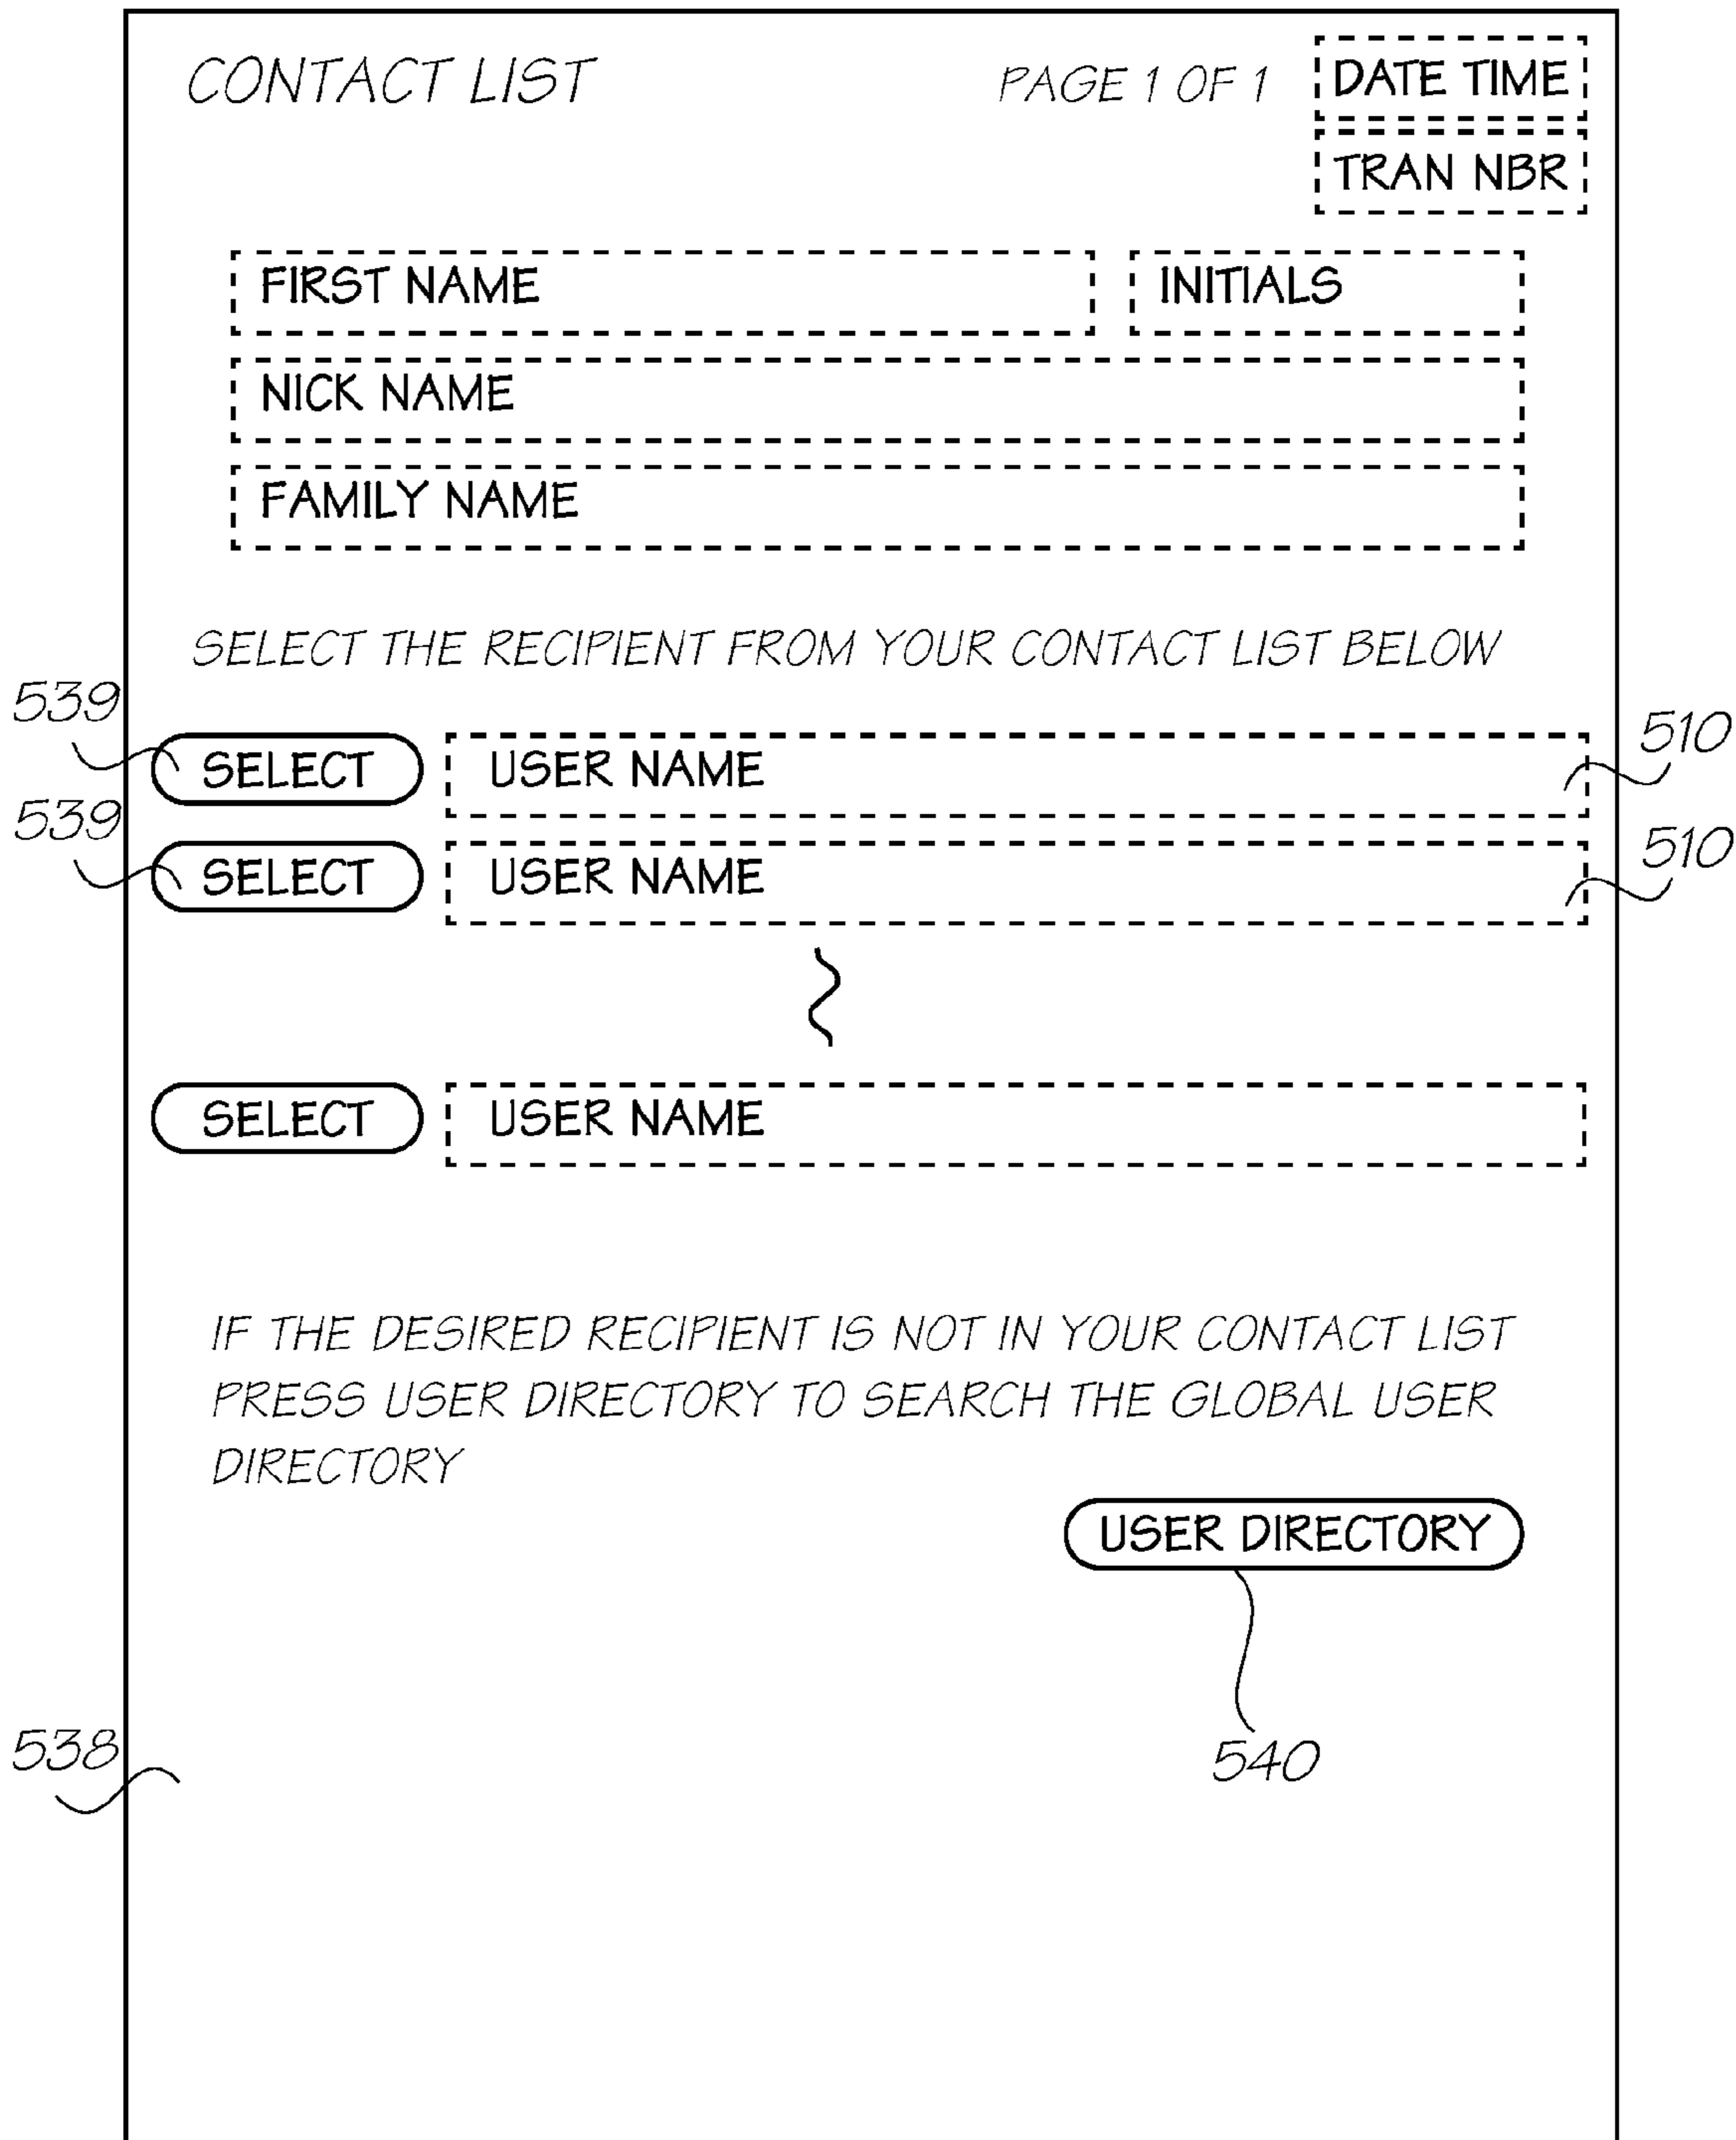 CONTACT LIST PAGE 1 OF 1 DATE TIME
TRAN NBR
FIRST NAME INITIALS
NICK NAME
FAMILY NAME
SELECT THE RECIPIENT FROM YOUR CONTACT LIST BELOW
539
SELECT USER NAME 510
539
SELECT USER NAME 510
SELECT USER NAME
IF THE DESIRED RECIPIENT IS NOT IN YOUR CONTACT LIST
PRESS USER DIRECTORY TO SEARCH THE GLOBAL USER
DIRECTORY
USER DIRECTORY
538
540